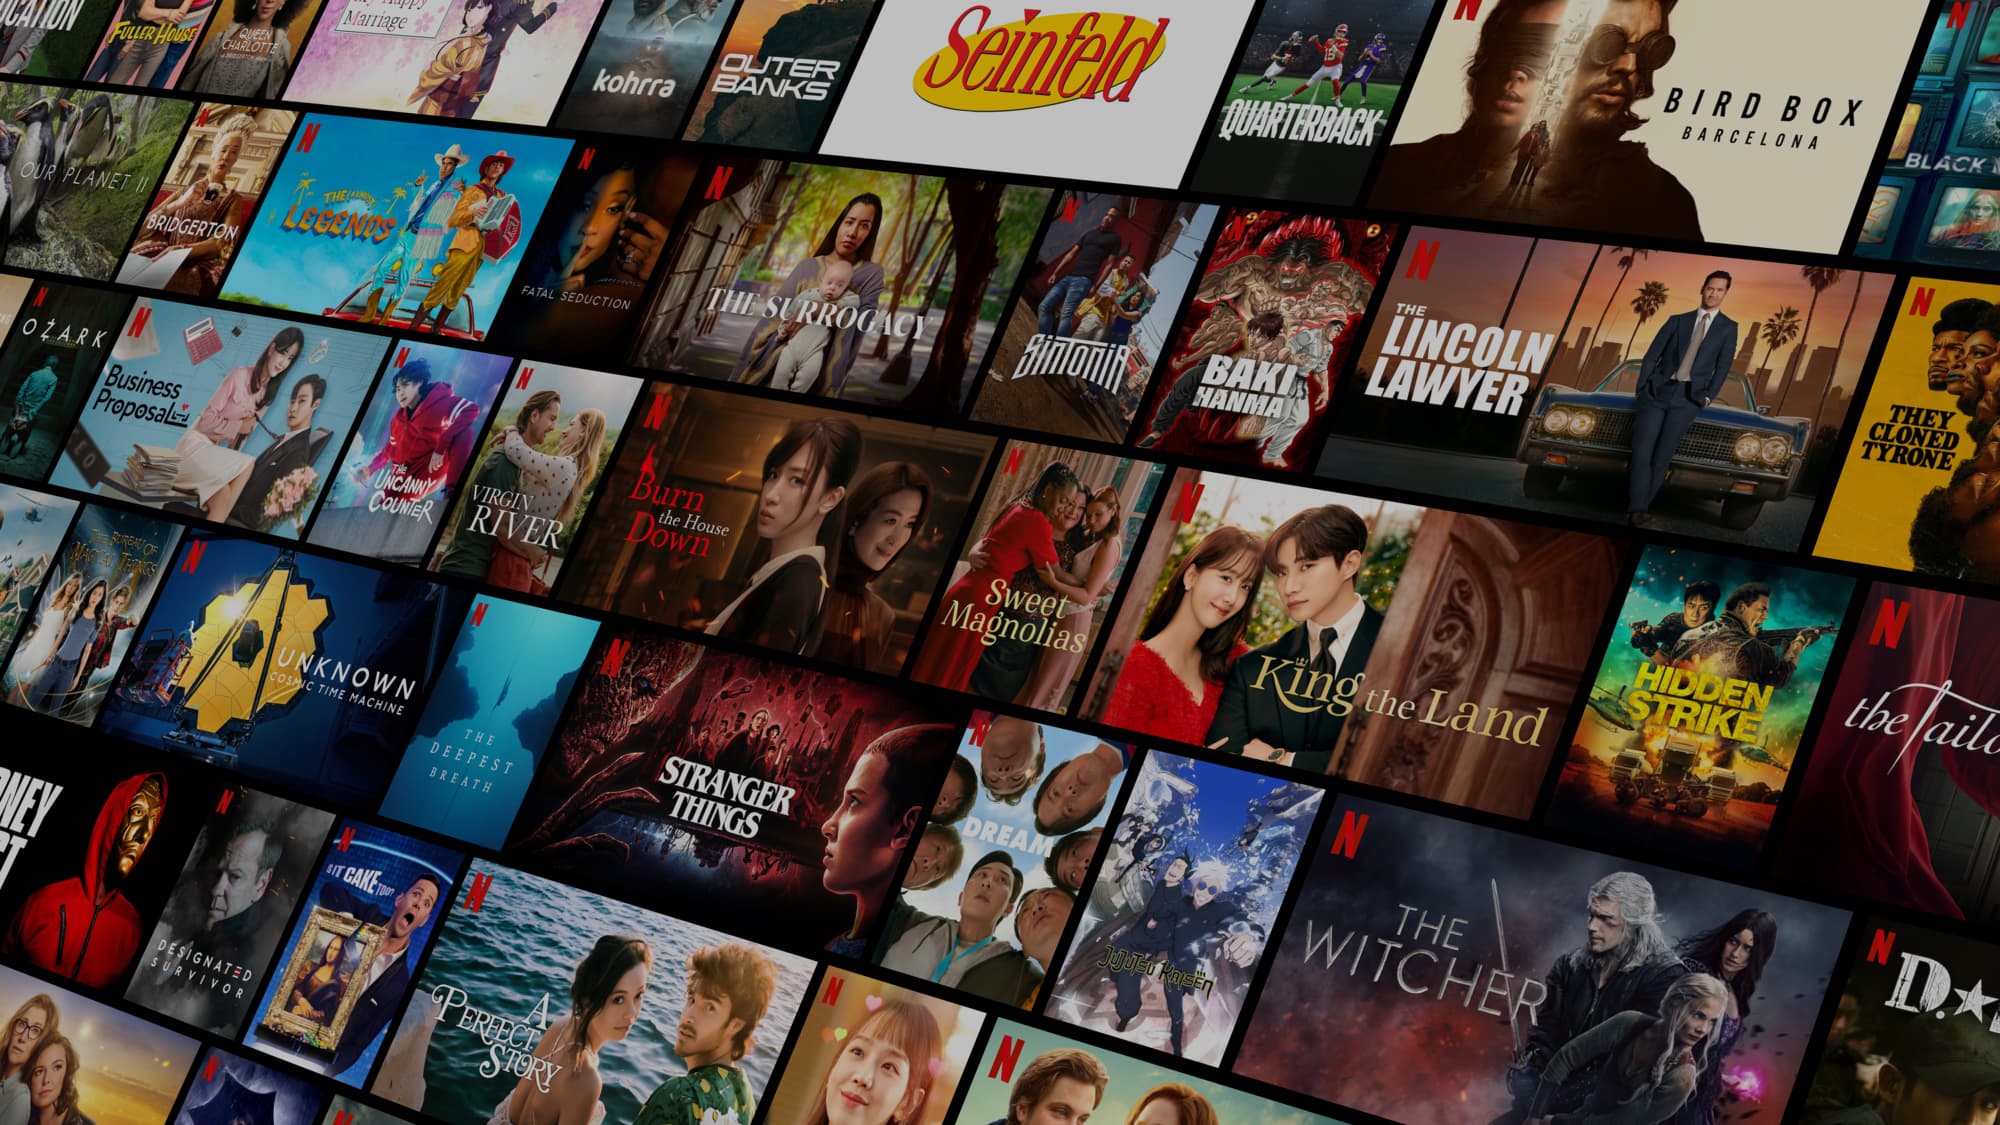 CATION
FULLER HOUSE
QUEEN
CHARLOTTE
A BRIDGERTON STORY
My Happy
Marriage
kohrra
OUTER
BANKS
Seinfeld
QUARTERBACK
BIRD BOX
BARCELONA
BLACK
OUR PLANET II
BRIDGERTON
THE
LEGENDS
FATAL SEDUCTION
THE SURROGACY
SINTONIA
BAKI
HANMA
THE
LINCOLN
LAWYER
THEY
CLONED
TYRONE
OZARK
Business
Proposal
CEO
THE
UNCANNY
COUNTER
VIRGIN
RIVER
Burn
the House
Down
Sweet
Magnolias
King the Land
HIDDEN
STRIKE
the Tailo
THE BUREAU OF
MAGICAL THINGS
UNKNOWN
COSMIC TIME MACHINE
THE
DEEPEST
BREATH
STRANGER
THINGS
DREAM
JUJUTSU KAISEN
THE
WITCHER
D.
NEY
ST
DESIGNATED
SURVIVOR
IS IT CAKE TOO?
A
PERFECT
STORY